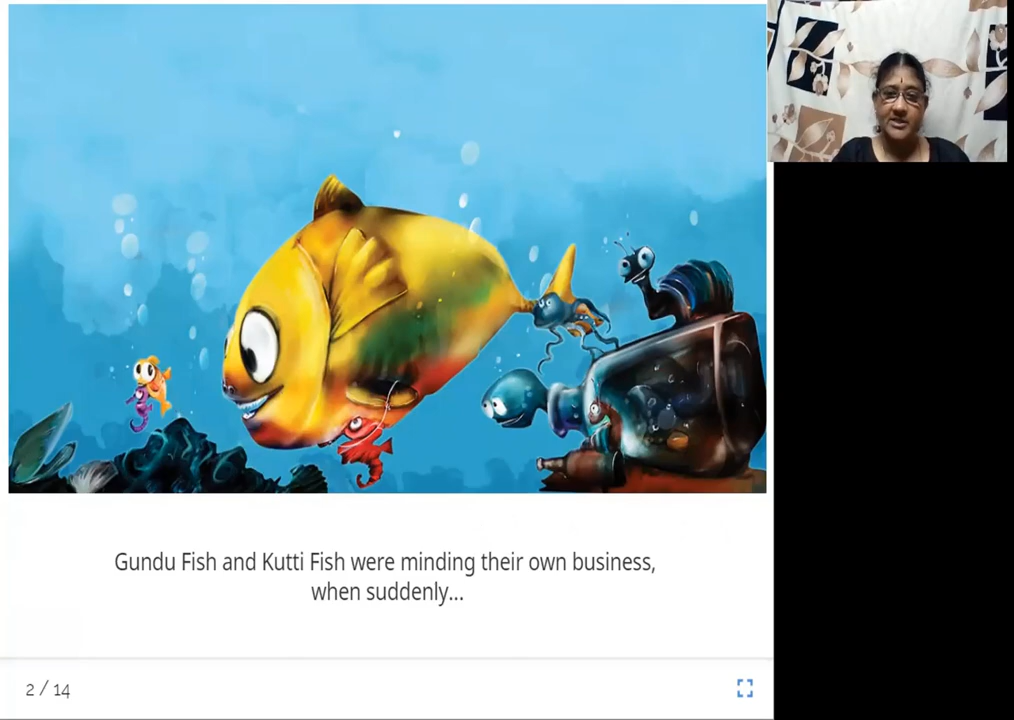 Gundu Fish and Kutti Fish were minding their own business,
when suddenly...
2 / 14